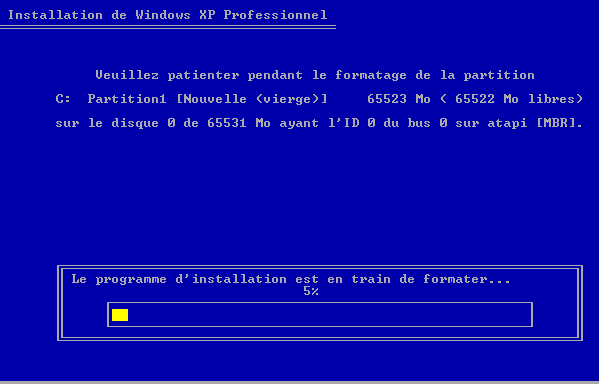 Installation de Windows XP Professionnel
Veuillez patienter pendant le formatage de la partition
C: Partition1 [Nouvelle (vierge)] 65523 Mo ( 65522 Mo libres)
sur le disque 0 de 65531 Mo ayant l'ID 0 du bus 0 sur atapi [MBR].
Le programme d'installation est en train de formater...
5%